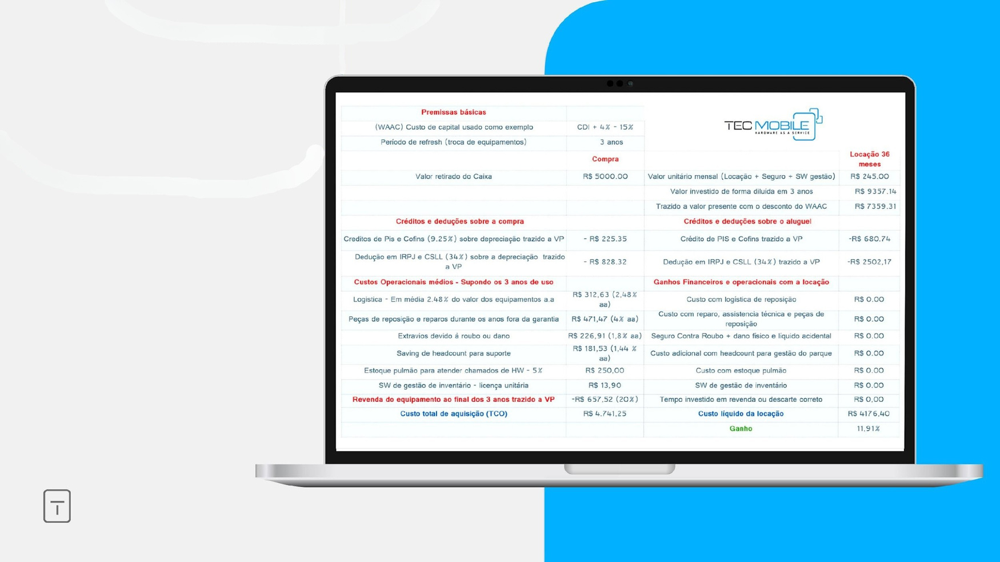 Premissas básicas
(WAAC) Custo de capital usado como exemplo CDI + 4% - 15%
TEC MOBILE
HARDWARE AS A SERVICE
Período de refresh (troca de equipamentos) 3 anos
Compra Locação 36
meses
Valor retirado do Caixa R$ 5000.00 Valor unitário mensal (Locação + Seguro + SW gestão) R$ 245.00
Valor investido de forma diluída em 3 anos R$ 9357.14
Trazido a valor presente com o desconto do WAAC R$ 7359.31
Créditos e deduções sobre a compra Créditos e deduções sobre o aluguel
Creditos de Pis e Cofins (9.25%) sobre depreciação trazido a VP - R$ 225.35 Crédito de PIS e Cofins trazido a VP -R$ 680.74
Dedução em IRPJ e CSLL (34%) sobre a depreciação trazido
a VP - R$ 828.32 Dedução em IRPJ e CSLL (34%) trazido a VP -R$ 2502,17
Custos Operacionais médios - Supondo os 3 anos de uso Ganhos Financeiros e operacionais com a locação
Logistica - Em média 2.48% do valor dos equipamentos a.a R$ 312,63 (2,48%
aa) Custo com logística de reposição R$ 0.00
Peças de reposição e reparos durante os anos fora da garantia R$ 471,47 (4% aa) Custo com reparo, assistencia técnica e peças de
reposição R$ 0.00
Extravios devido á roubo ou dano R$ 226,91 (1,8% aa) Seguro Contra Roubo + dano fisico e líquido acidental R$ 0.00
Saving de headcount para suporte R$ 181,53 (1,44 %
aa) Custo adicional com headcount para gestão do parque R$ 0.00
Estoque pulmão para atender chamados de HW - 5% R$ 250,00 Custo com estoque pulmão R$ 0.00
SW de gestão de inventário - licença unitária R$ 13,90 SW de gestão de inventário R$ 0.00
Revenda do equipamento ao final dos 3 anos trazido a VP -R$ 657,52 (20%) Tempo investido em revenda ou descarte correto R$ 0,00
Custo total de aquisição (TCO) R$ 4.741,25 Custo líquido da locação R$ 4176,40
Ganho 11,91%
T